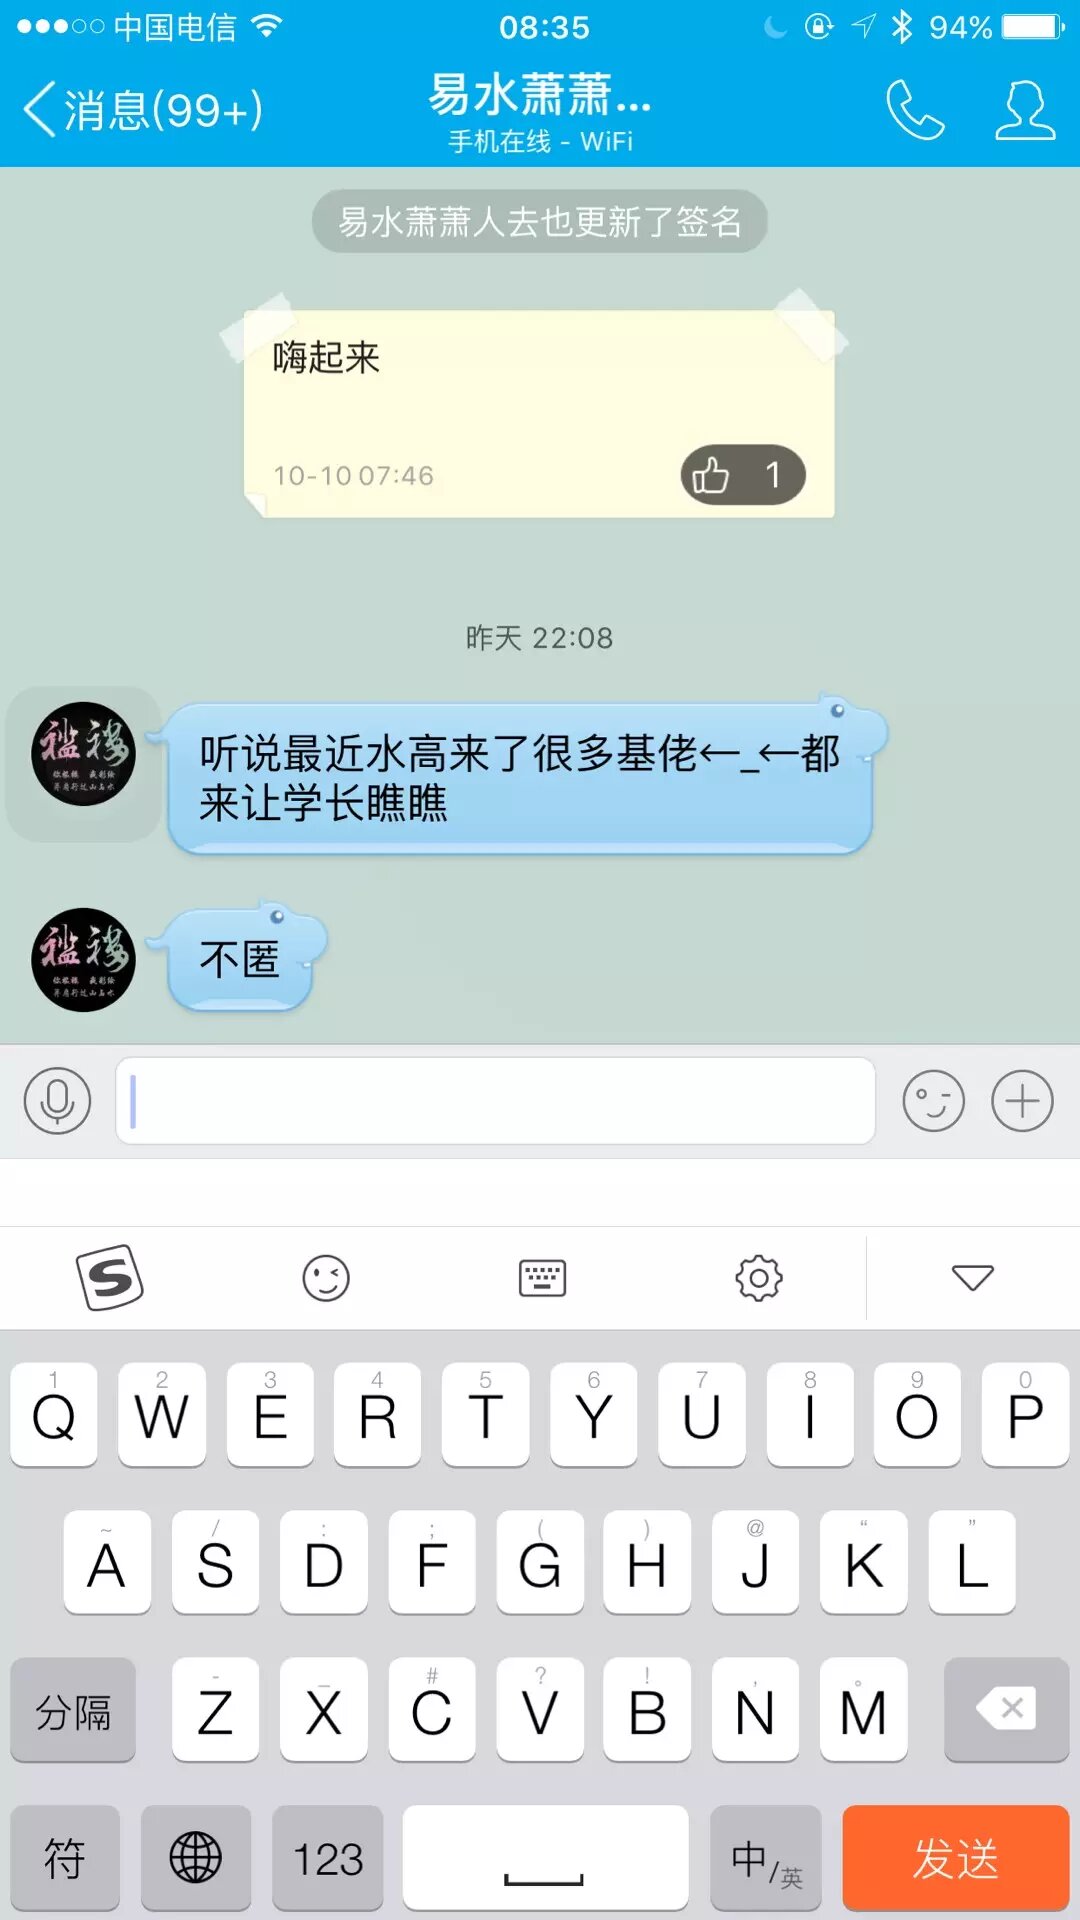 中国电信
08:35
94%
消息(99+)
易水萧萧...
手机在线 - WiFi
易水萧萧人去也更新了签名
嗨起来
10-10 07:46
1
昨天 22:08
听说最近水高来了很多基佬←_←都
来让学长瞧瞧
褴褛
不匿
褴褛
S
1 2 3 4 5 6 7 8 9 0
Q W E R T Y U I O P
~ / : ; ( ) @ “ ”
A S D F G H J K L
- _ # ? ! , 。
分隔 Z X C V B N M
符 123 中/英 发送